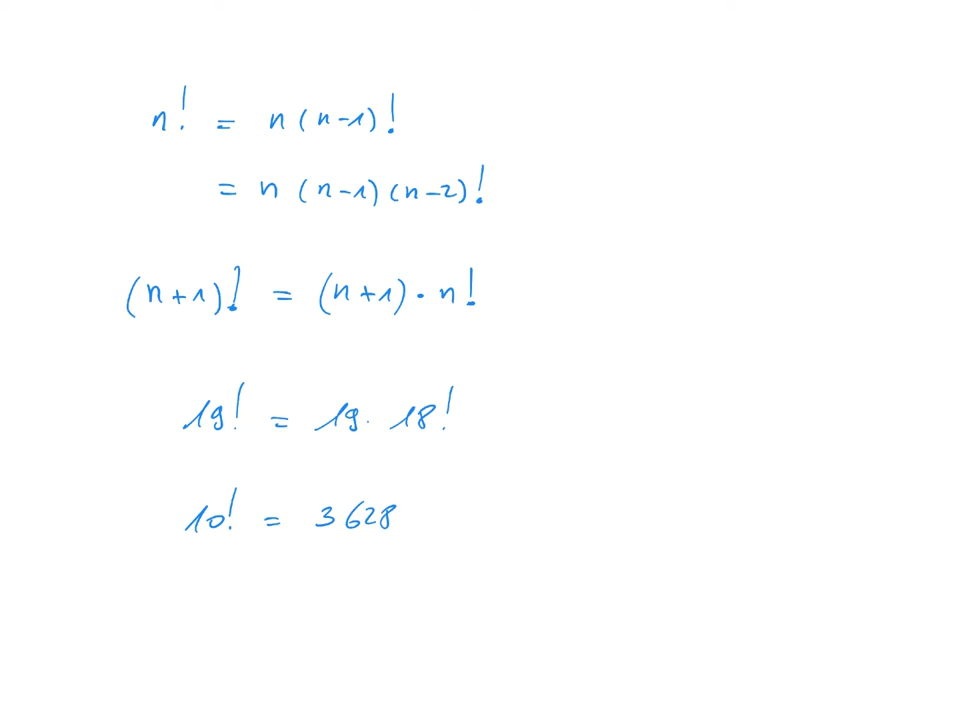 n! = n(n-1)!
= n(n-1)(n-2)!
(n+1)! = (n+1)·n!
19! = 19·18!
10! = 3628